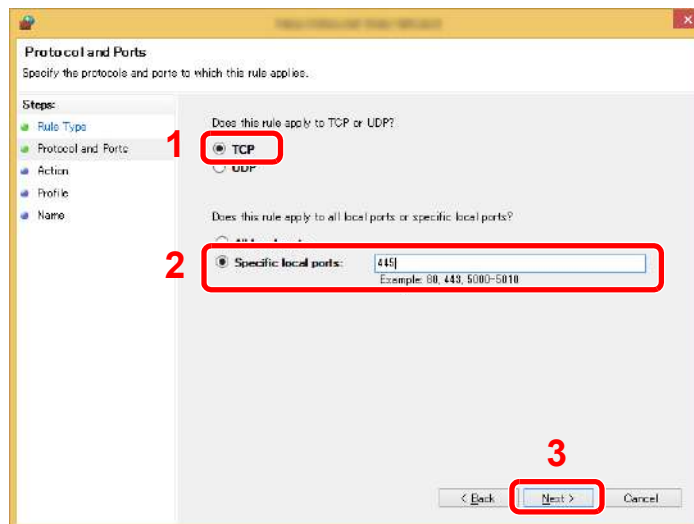 Protocol and Ports
Specify the protocols and ports to which this rule applies.
Steps:
Rule Type
Protocol and Ports
Action
Profile
Name
Does this rule apply to TCP or UDP?
1
TCP
UDP
Does this rule apply to all local ports or specific local ports?
2
Specific local ports:
445
Example: 80, 443, 5000-5010
3
< Back
Next >
Cancel